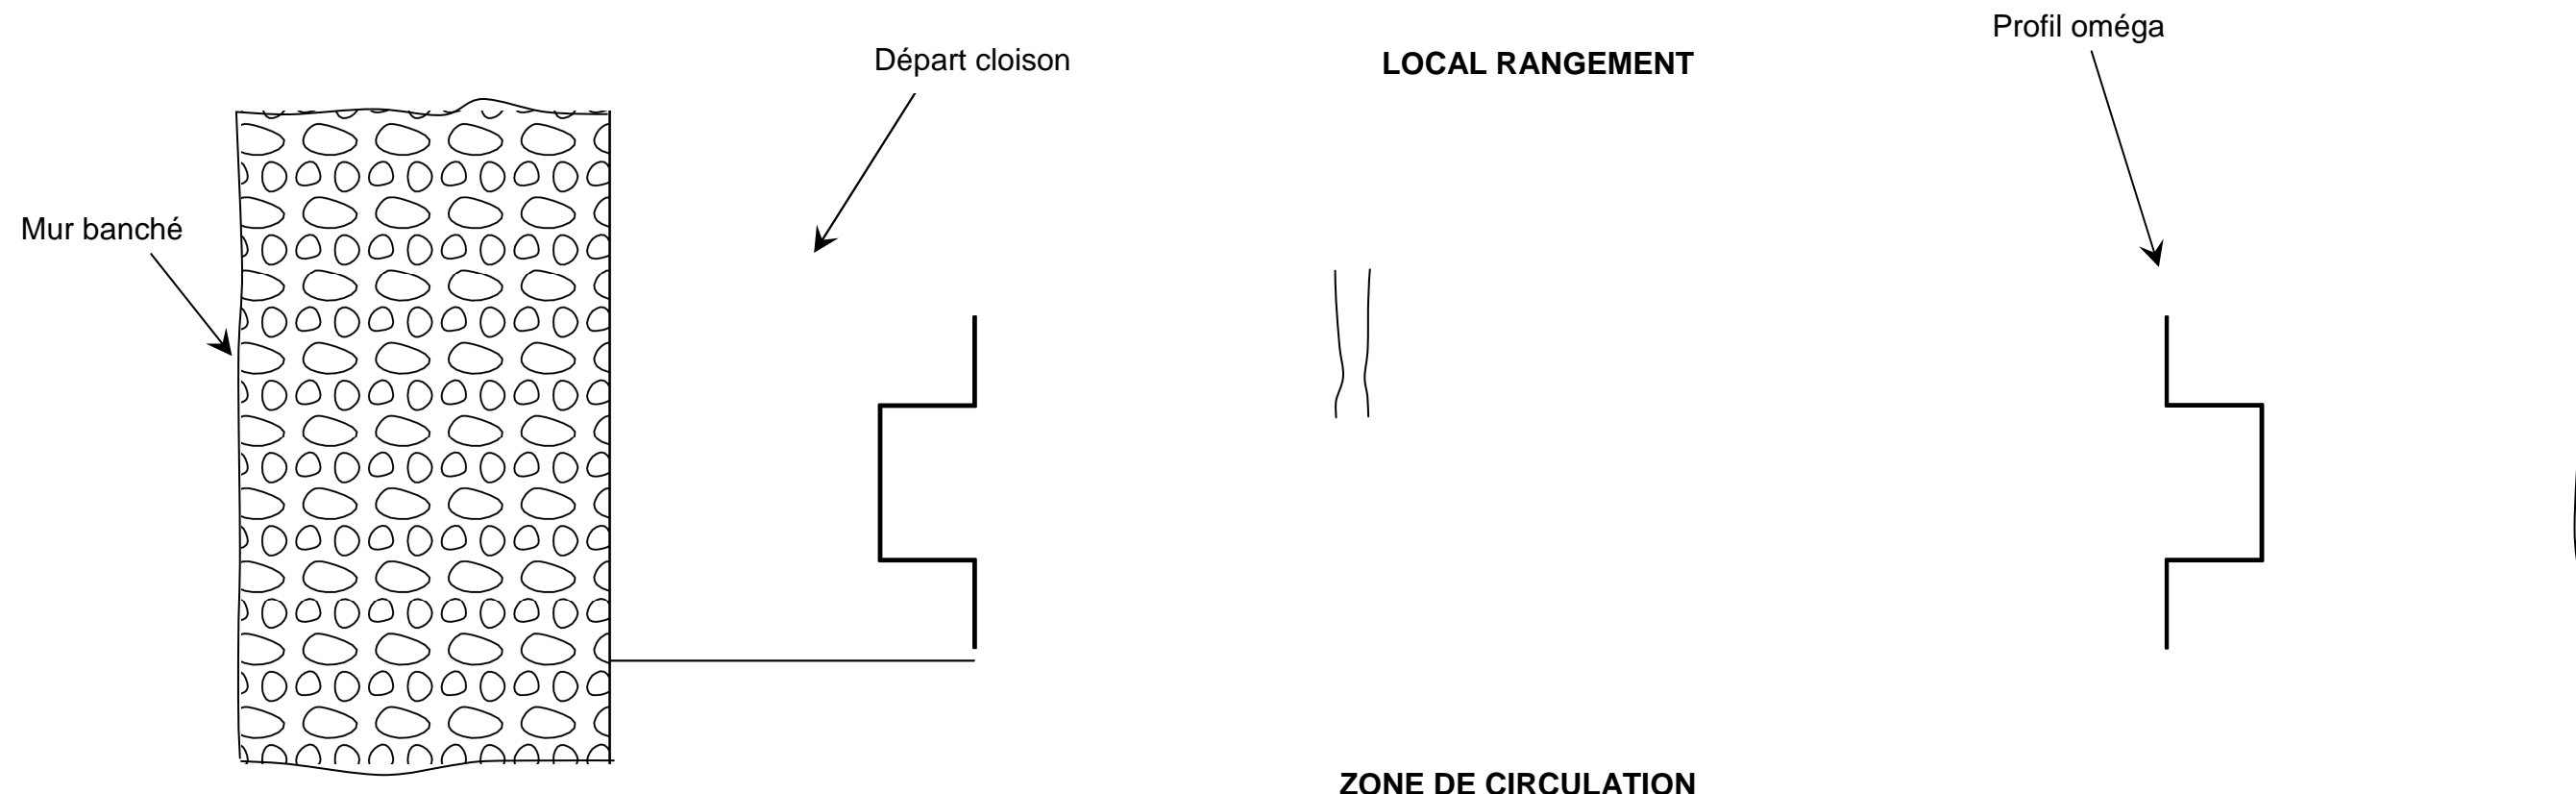 Profil oméga
Départ cloison
LOCAL RANGEMENT
Mur banché
ZONE DE CIRCULATION